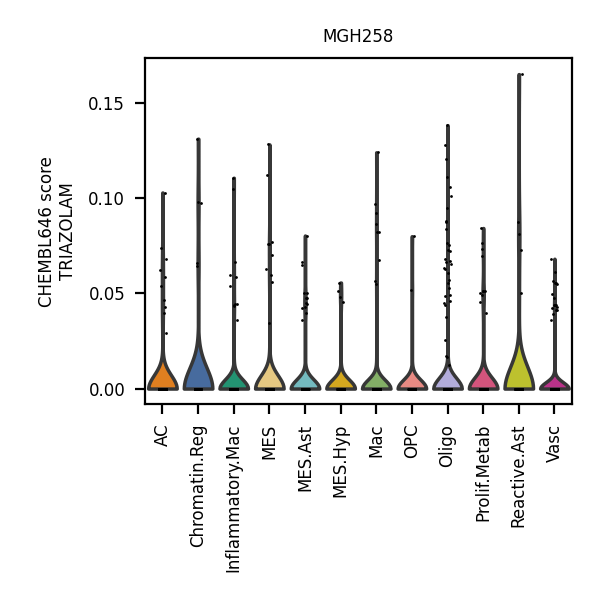 MGH258
CHEMBL646 score
TRIAZOLAM
0.15
0.10
0.05
0.00
AC
Chromatin.Reg
Inflammatory.Mac
MES
MES.Ast
MES.Hyp
Mac
OPC
Oligo
Prolif.Metab
Reactive.Ast
Vasc